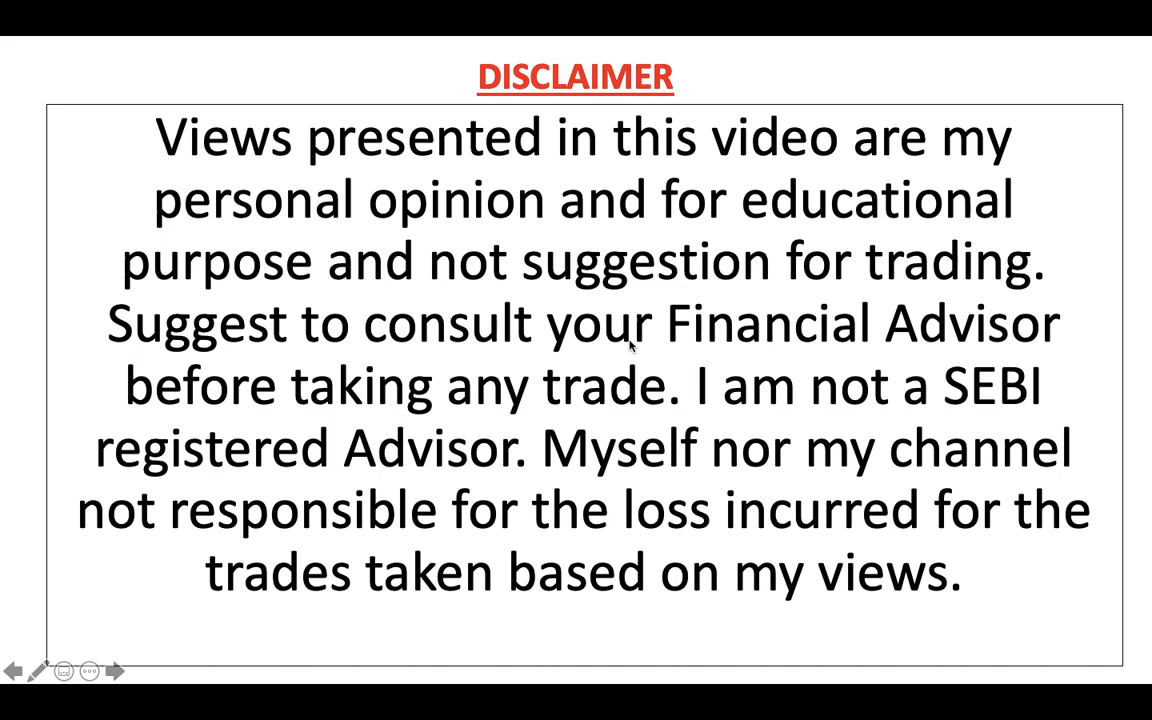 DISCLAIMER
Views presented in this video are my
personal opinion and for educational
purpose and not suggestion for trading.
Suggest to consult your Financial Advisor
before taking any trade. I am not a SEBI
registered Advisor. Myself nor my channel
not responsible for the loss incurred for the
trades taken based on my views.